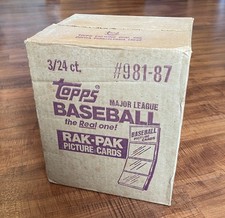 3/24 ct.
#981-87
Topps
MAJOR LEAGUE
BASEBALL
the Real one!
RAK-PAK
PICTURE CARDS
BASEBALL